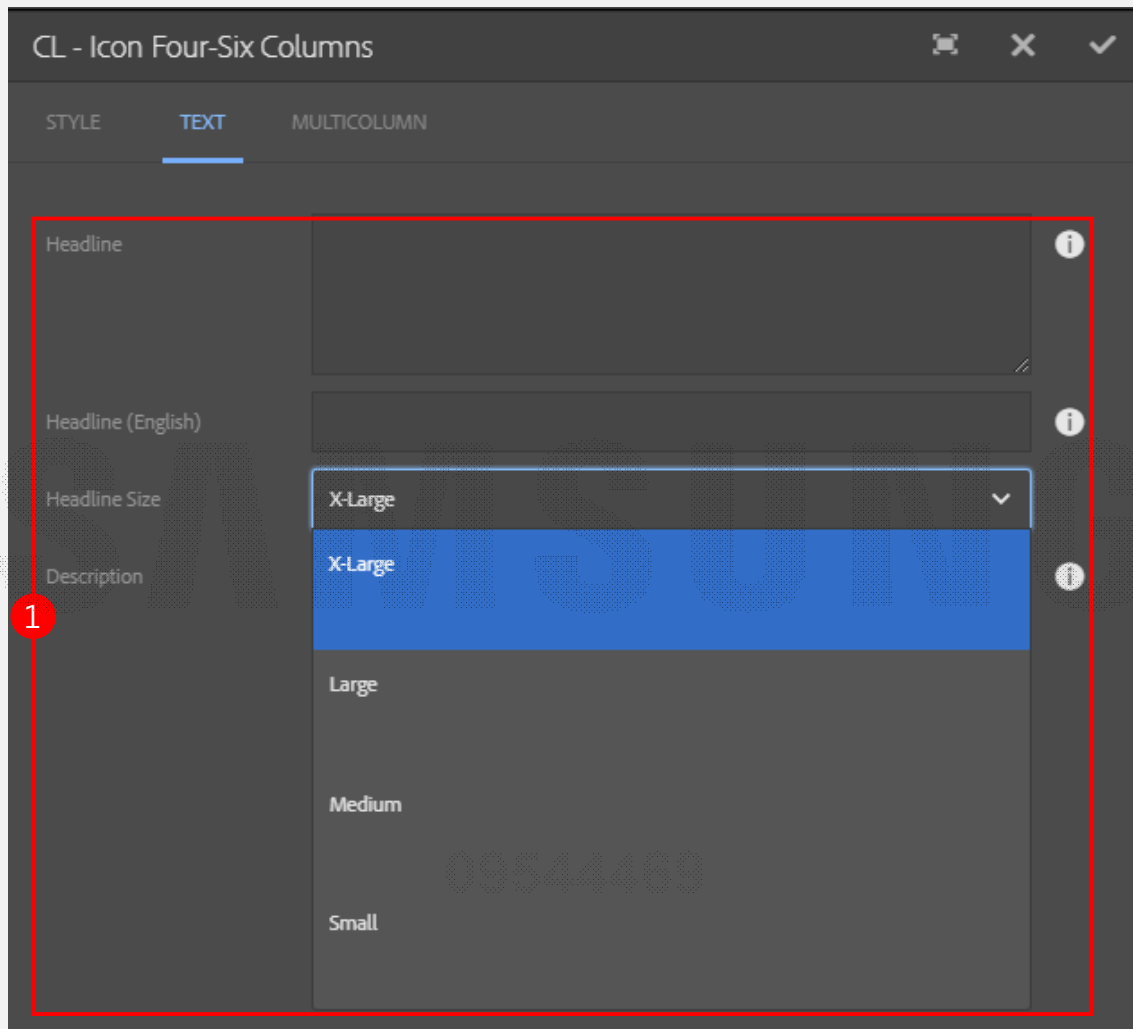 CL - Icon Four-Six Columns
STYLE TEXT MULTICOLUMN
Headline
Headline (English)
Headline Size X-Large
X-Large
Description
SAMSUNG
1
Large
Medium
09544469
Small